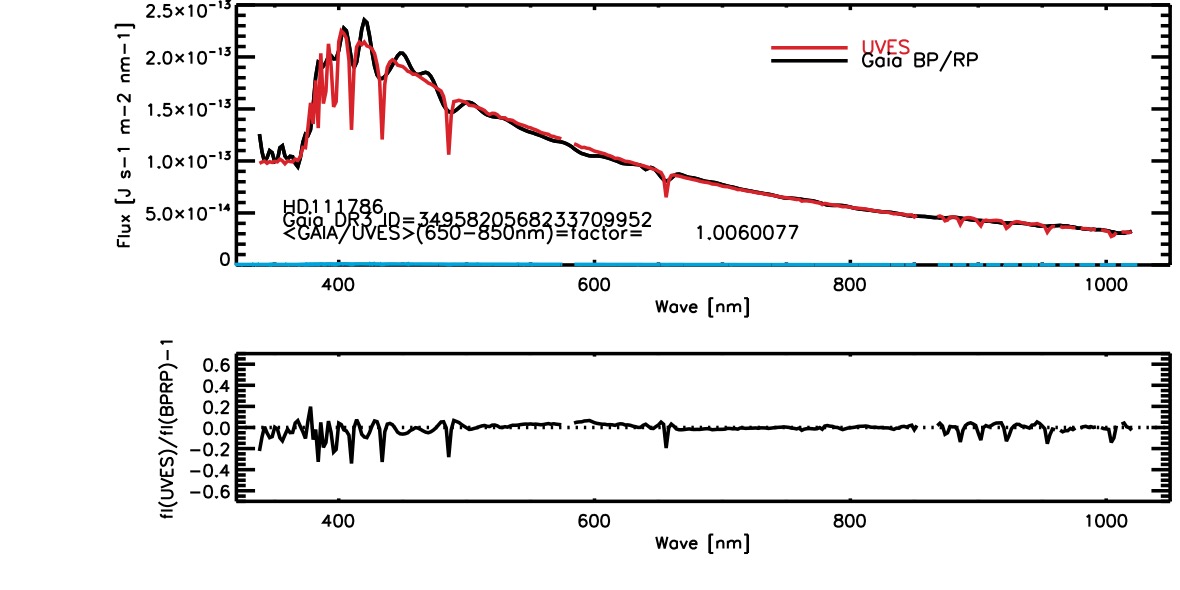 2.5×10−13
2.0×10−13
1.5×10−13
1.0×10−13
5.0×10−14
0
Flux [J s−1 m−2 nm−1]
UVES
Gaia BP/RP
HD111786
Gaia DR3 ID=3495820568233709952
<GAIA/UVES>(650−850nm)=factor= 1.0060077
400 600 800 1000
Wave [nm]
fl(UVES)/fl(BPRP)−1
0.6
0.4
0.2
0.0
−0.2
−0.4
−0.6
400 600 800 1000
Wave [nm]